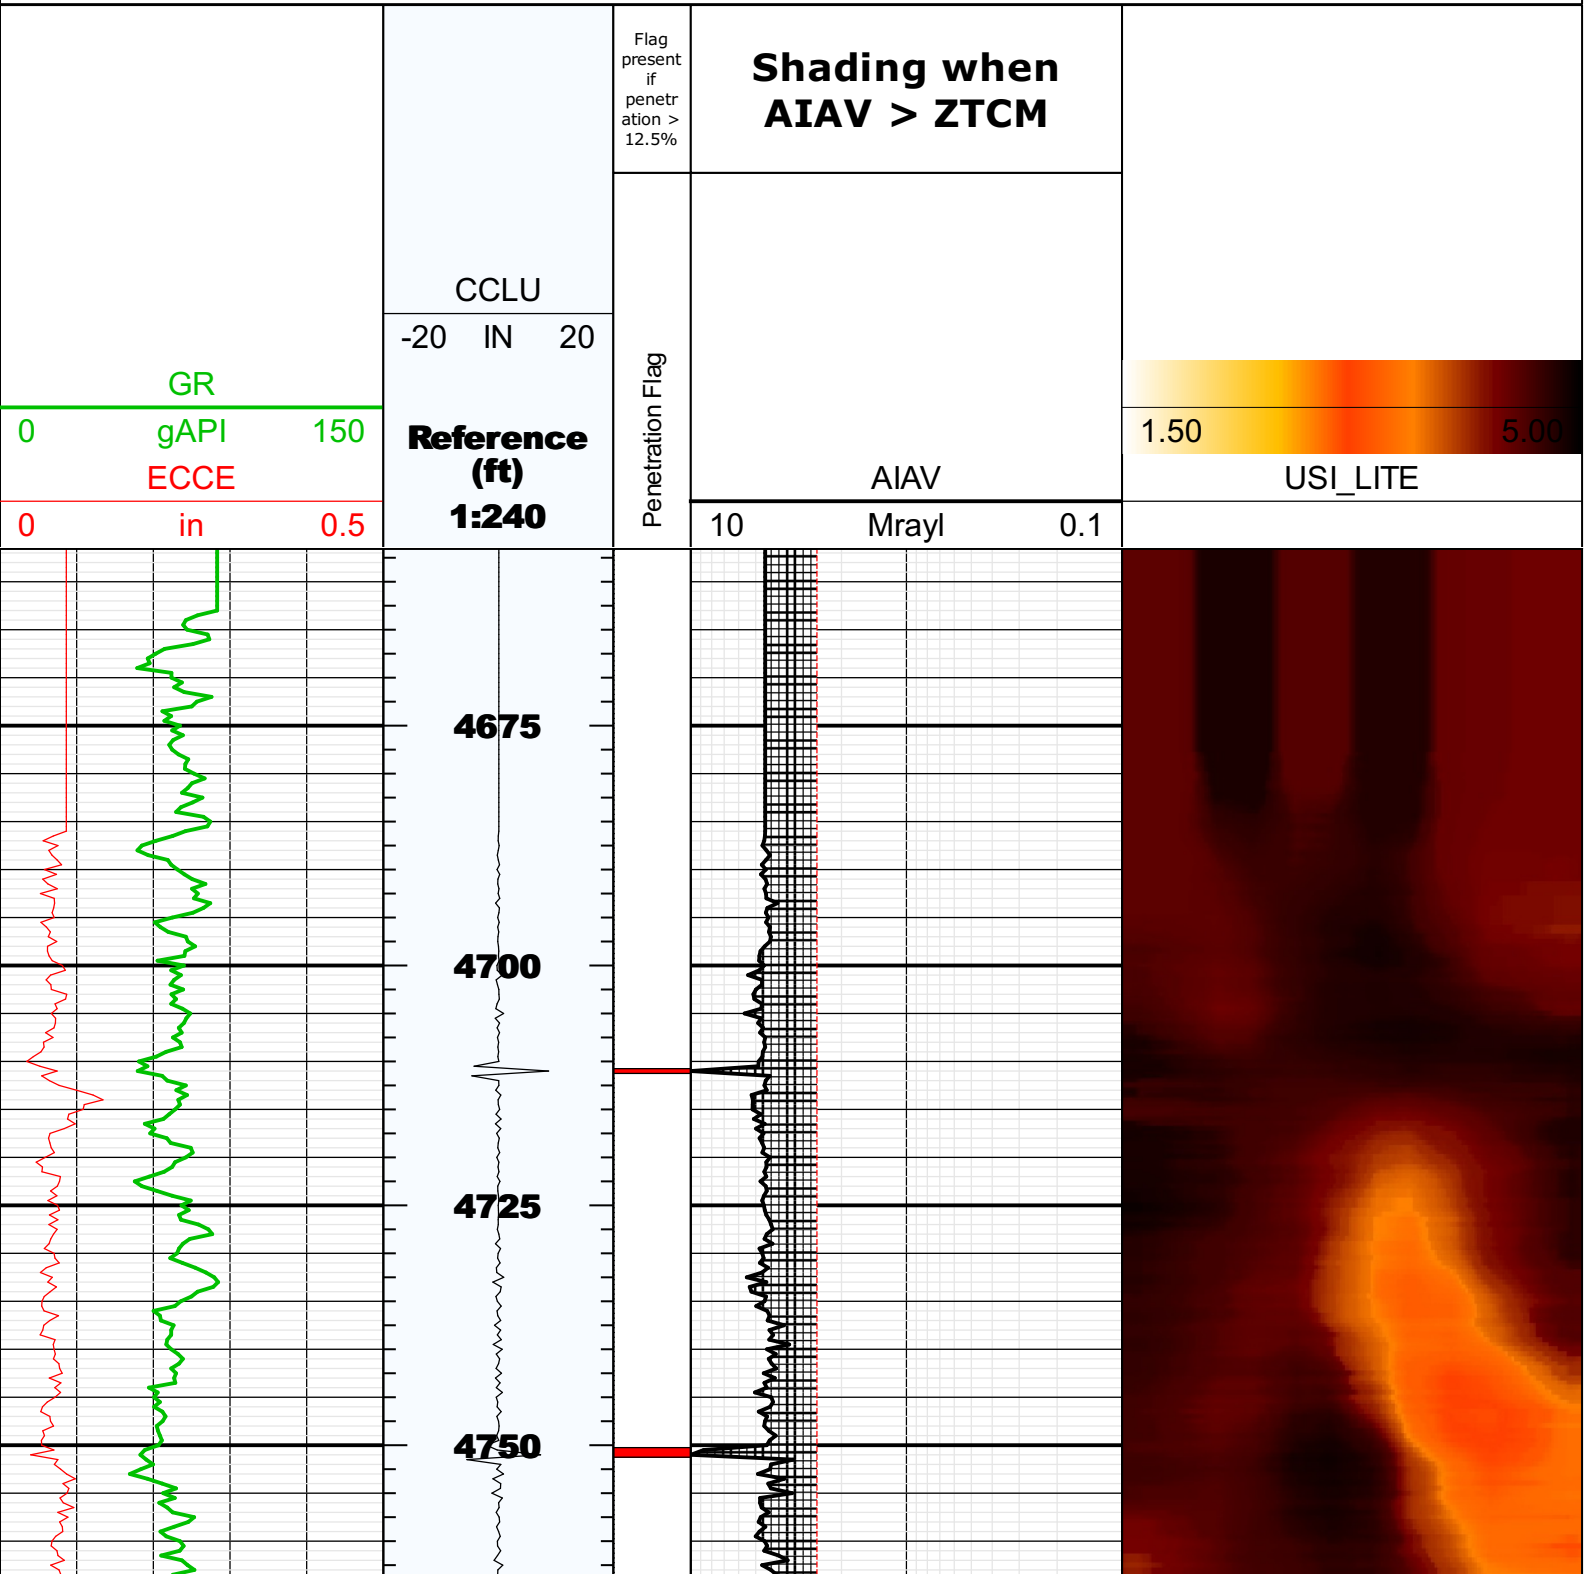 Flag
present
if
penetr
ation >
12.5%
Shading when
AIAV > ZTCM
CCLU
-20 IN 20
GR
0 gAPI 150
ECCE
0 in 0.5
Reference
(ft)
1:240
Penetration Flag
AIAV
10 Mrayl 0.1
1.50 5.00
USI_LITE
4675
4700
4725
4750